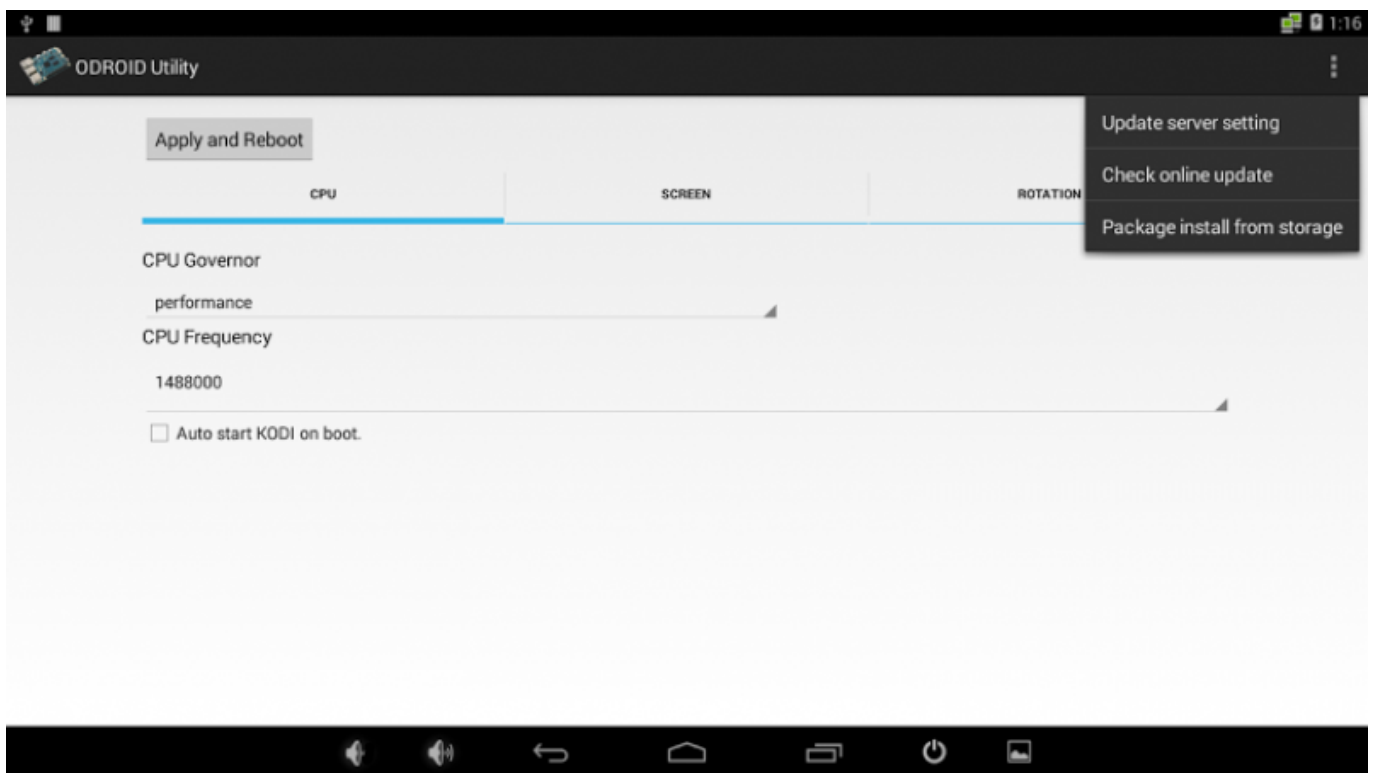 1:16
ODROID Utility
Apply and Reboot
Update server setting
Check online update
Package install from storage
CPU
SCREEN
ROTATION
CPU Governor
performance
CPU Frequency
1488000
Auto start KODI on boot.